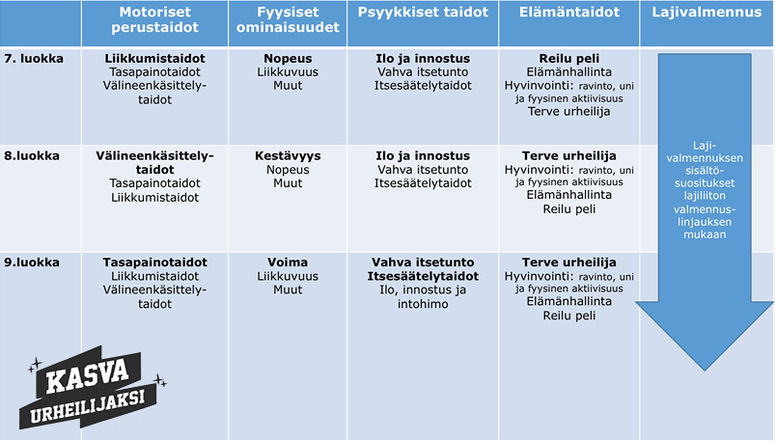 Motoriset
perustaidot
Fyysiset
ominaisuudet
Psyykkiset taidot
Elämäntaidot
Lajivalmennus
7. luokka
Liikkumistaidot
Tasapainotaidot
Välineenkäsittely-
taidot
Nopeus
Liikkuvuus
Muut
Ilo ja innostus
Vahva itsetunto
Itsesäätelytaidot
Reilu peli
Elämänhallinta
Hyvinvointi: ravinto, uni
ja fyysinen aktiivisuus
Terve urheilija
8.luokka
Välineenkäsittely-
taidot
Tasapainotaidot
Liikkumistaidot
Kestävyys
Nopeus
Muut
Ilo ja innostus
Vahva itsetunto
Itsesäätelytaidot
Terve urheilija
Hyvinvointi: ravinto, uni
ja fyysinen aktiivisuus
Elämänhallinta
Reilu peli
9.luokka
Tasapainotaidot
Liikkumistaidot
Välineenkäsittely-
taidot
Voima
Liikkuvuus
Muut
Vahva itsetunto
Itsesäätelytaidot
Ilo, innostus ja
intohimo
Terve urheilija
Hyvinvointi: ravinto, uni
ja fyysinen aktiivisuus
Elämänhallinta
Reilu peli
Laji-
valmennuksen
sisältö-
suositukset
lajiliiton
valmennus-
linjauksen
mukaan
KASVA
URHEILIJAKSI